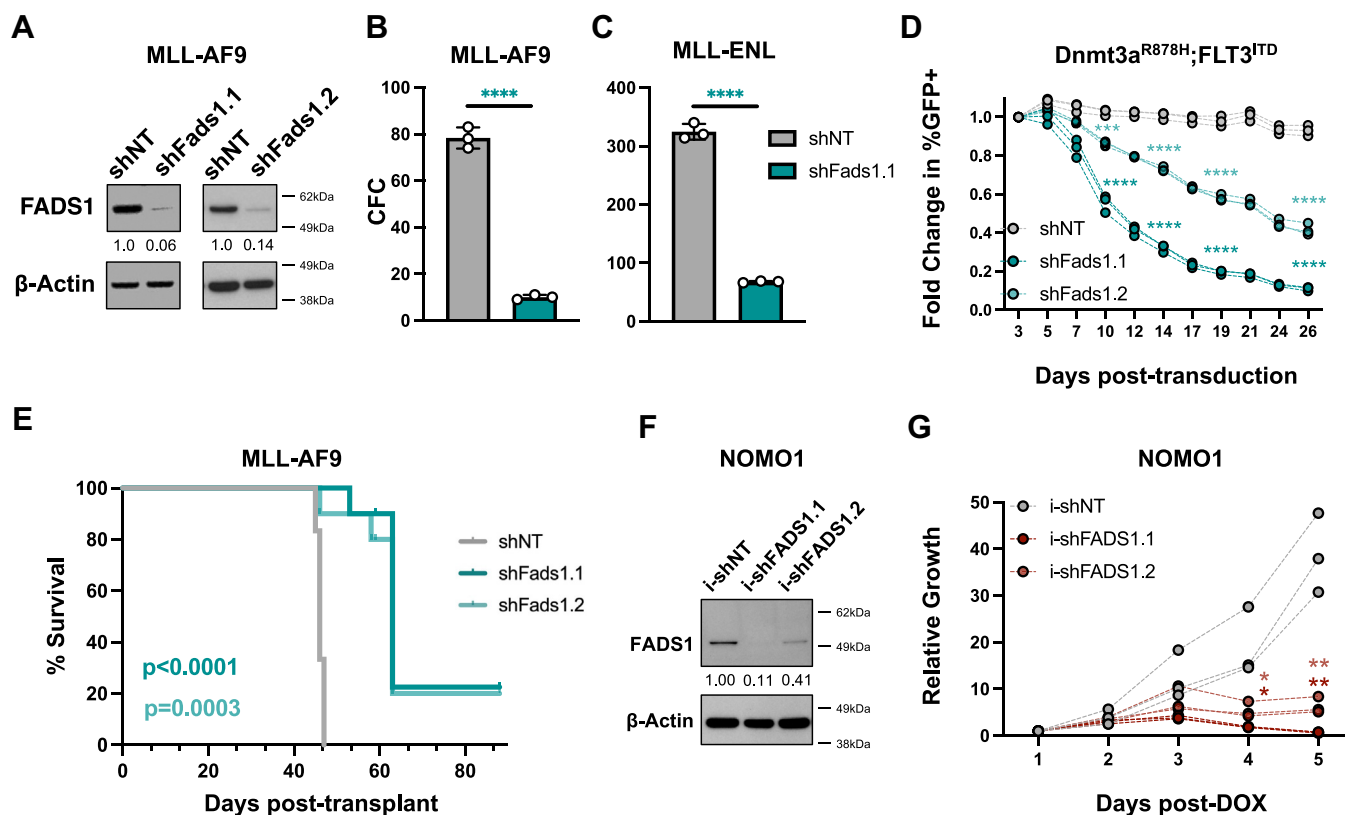 A
MLL-AF9
shNT shFads1.1 shNT shFads1.2
FADS1
62kDa
49kDa
1.0 0.06 1.0 0.14
β-Actin
49kDa
38kDa
B
MLL-AF9
****
CFC
100
80
60
40
20
0
C
MLL-ENL
****
400
300
200
100
0
shNT
shFads1.1
D
Dnmt3aR878H;FLT3ITD
Fold Change in %GFP+
1.0
0.8
0.6
0.4
0.2
0.0
*** **** **** ****
**** **** **** ****
shNT
shFads1.1
shFads1.2
3 5 7 10 12 14 17 19 21 24 26
Days post-transduction
E
MLL-AF9
% Survival
100
80
60
40
20
0
shNT
shFads1.1
shFads1.2
p<0.0001
p=0.0003
0 20 40 60 80
Days post-transplant
F
NOMO1
i-shNT i-shFADS1.1 i-shFADS1.2
FADS1
62kDa
49kDa
1.00 0.11 0.41
β-Actin
49kDa
38kDa
G
NOMO1
Relative Growth
50
40
30
20
10
0
i-shNT
i-shFADS1.1
i-shFADS1.2
* **
* **
1 2 3 4 5
Days post-DOX